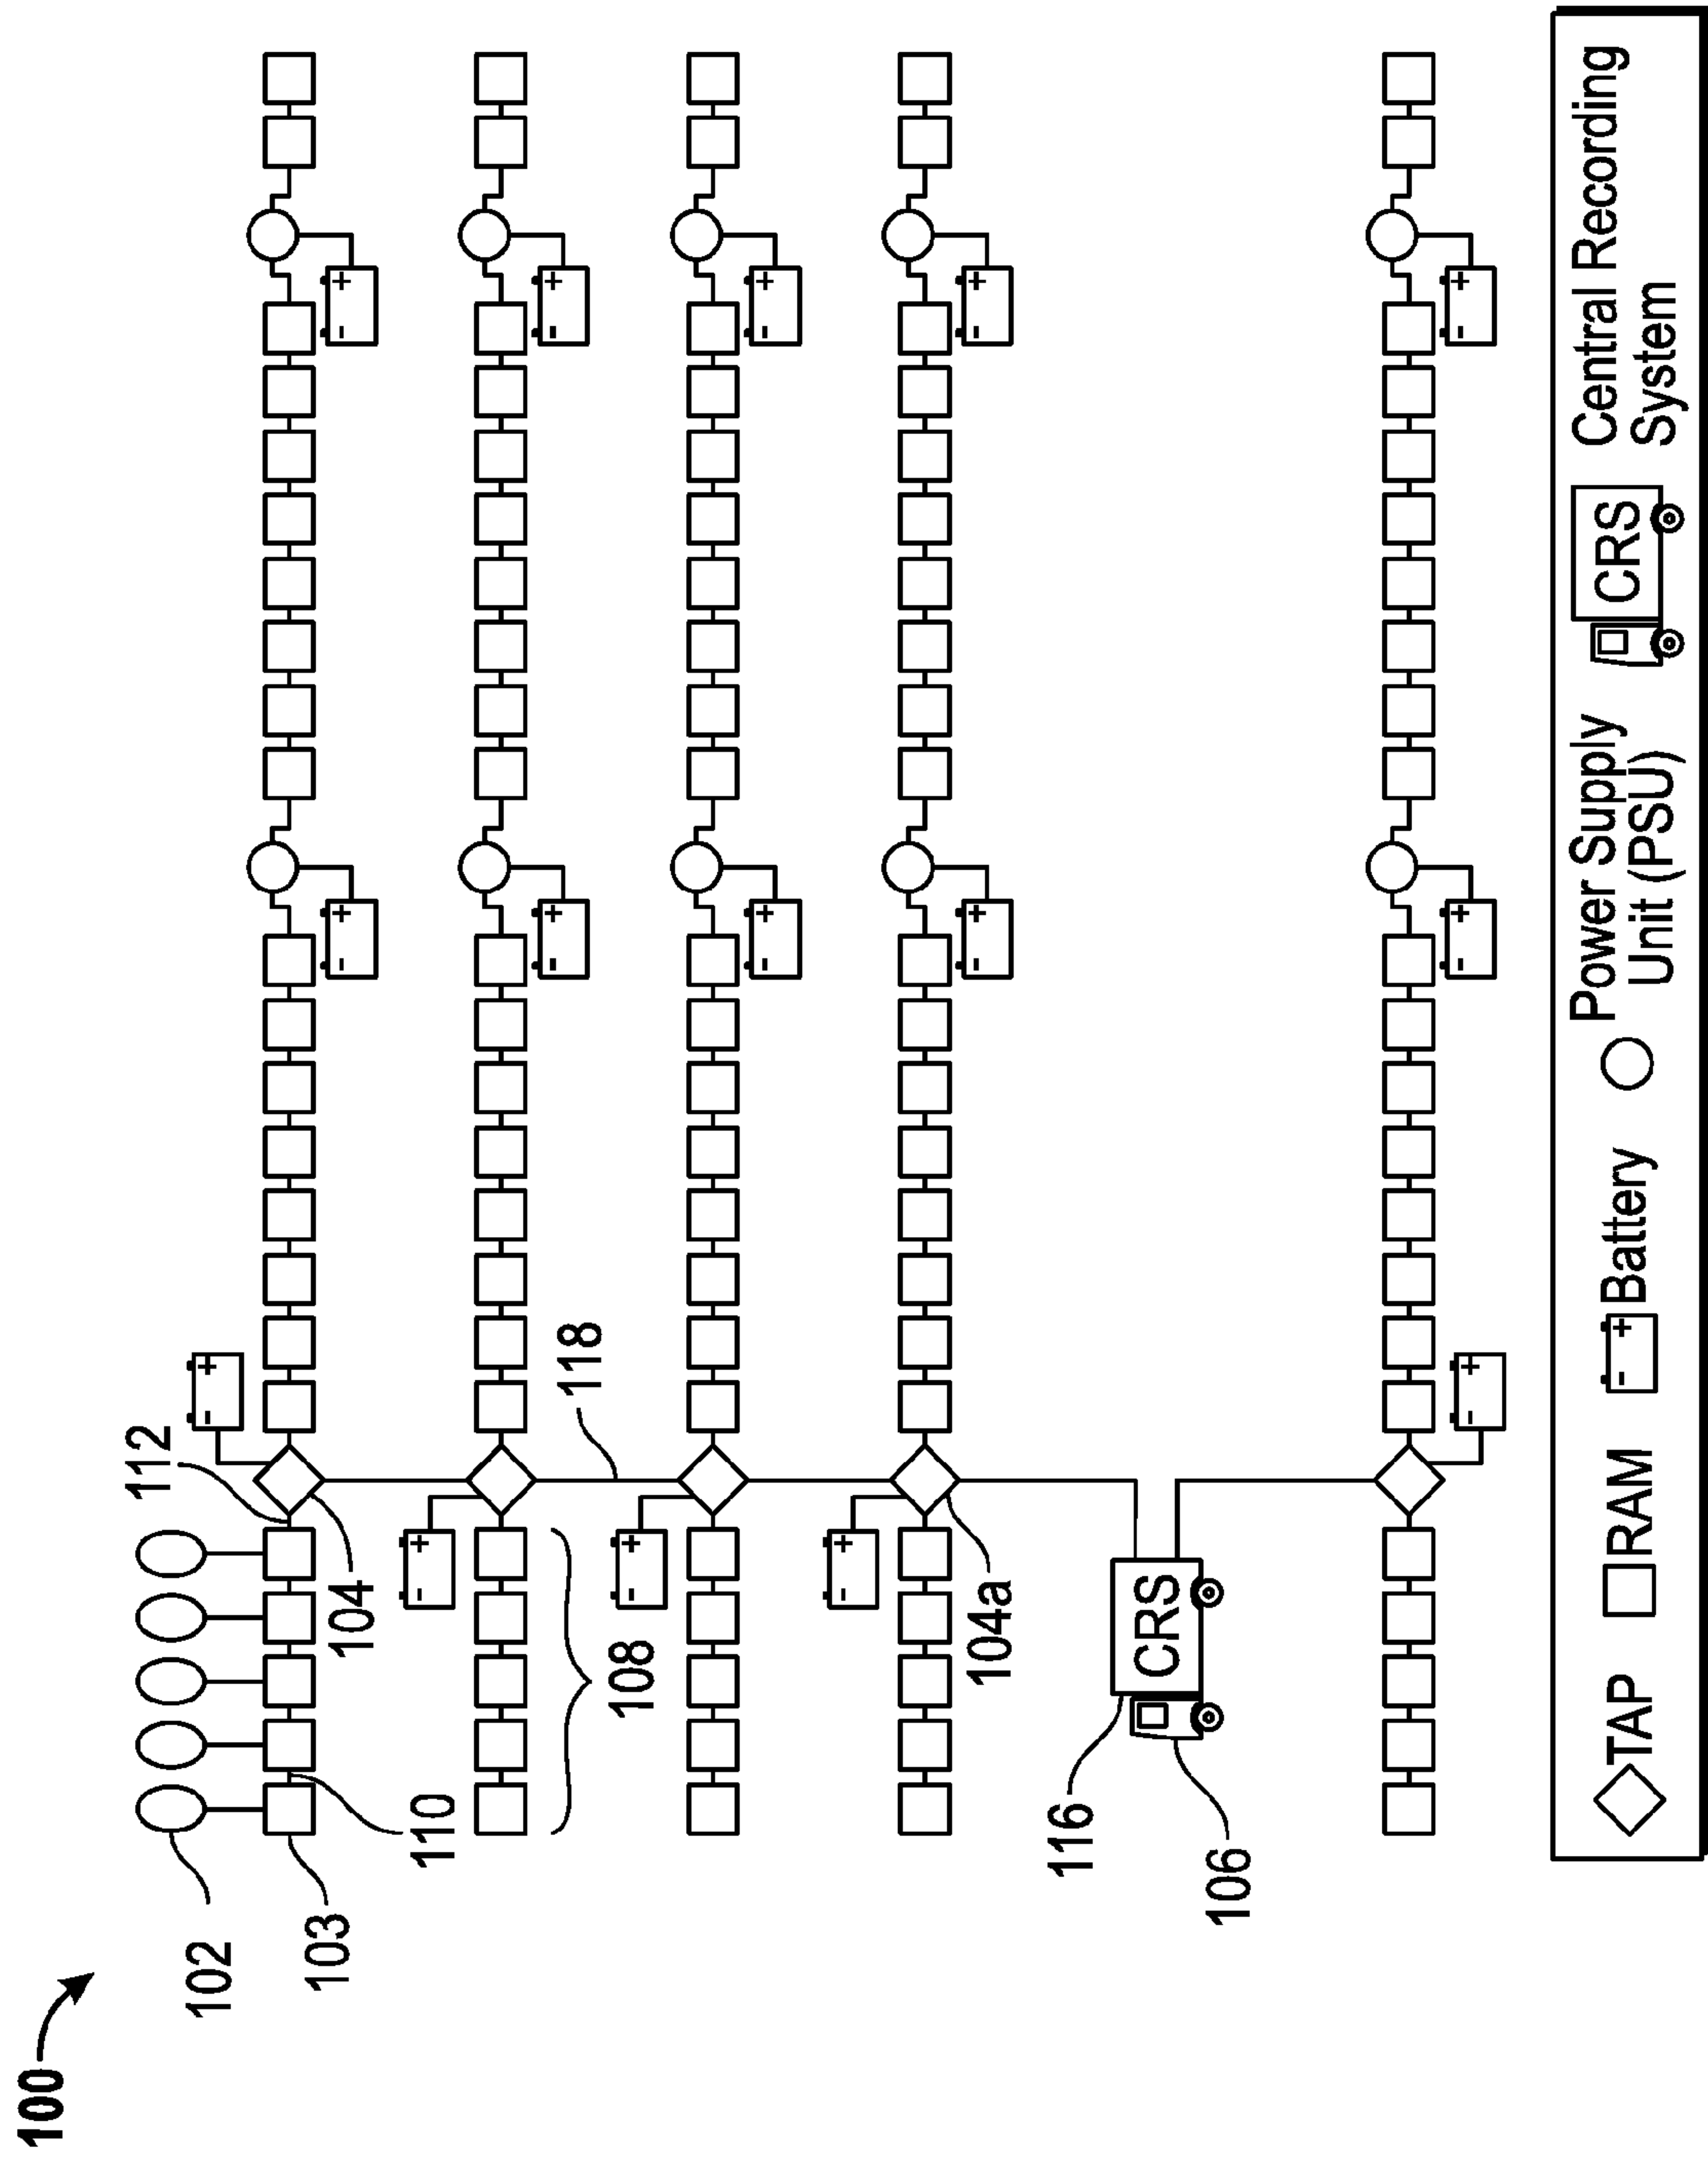 100
112
102
103
104
110
118
108
104a
116
CRS
106
TAP
RAM
Battery
Power Supply
Unit (PSU)
CRS
Central Recording
System